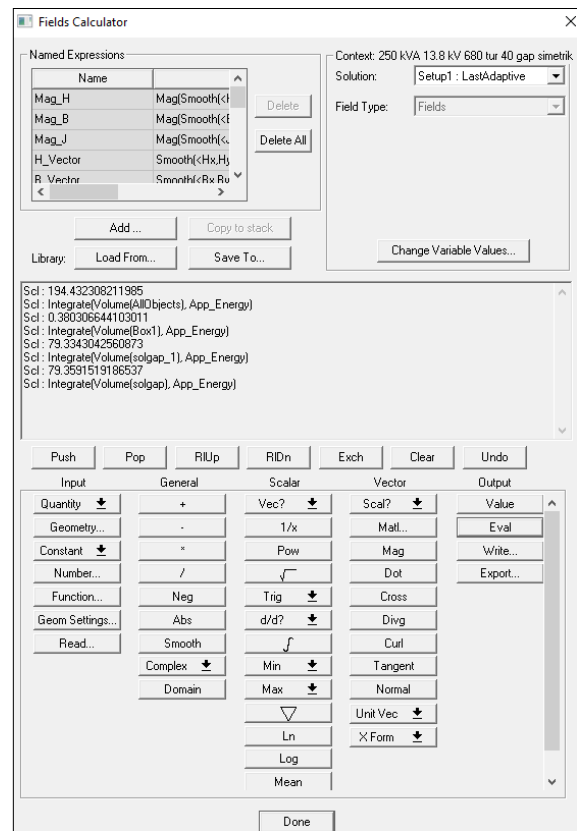 Fields Calculator
Named Expressions
Name
Mag_H Mag(Smooth(<H
Mag_B Mag(Smooth(<B
Mag_J Mag(Smooth(<J
H_Vector Smooth(<Hx,Hy
B_Vector Smooth(<Bx,By
Delete
Delete All
Add ...
Copy to stack
Library:
Load From...
Save To...
Context: 250 kVA 13.8 kV 680 tur 40 gap simetrik
Solution: Setup1 : LastAdaptive
Field Type: Fields
Change Variable Values...
Scl : 194.432308211985
Scl : Integrate(Volume(AllObjects), App_Energy)
Scl : 0.380306644103011
Scl : Integrate(Volume(Box1), App_Energy)
Scl : 79.3343042560873
Scl : Integrate(Volume(solgap_1), App_Energy)
Scl : 79.3591519186537
Scl : Integrate(Volume(solgap), App_Energy)
Push Pop RlUp RlDn Exch Clear Undo
Input General Scalar Vector Output
Quantity + Vec? Scal? Value
Geometry... - 1/x Matl... Eval
Constant * Pow Mag Write...
Number... / √ Dot Export...
Function... Neg Trig Cross
Geom Settings... Abs d/d? Divg
Read... Smooth ∫ Curl
Complex Min Tangent
Domain Max Normal
▽ Unit Vec
Ln X Form
Log
Mean
Done